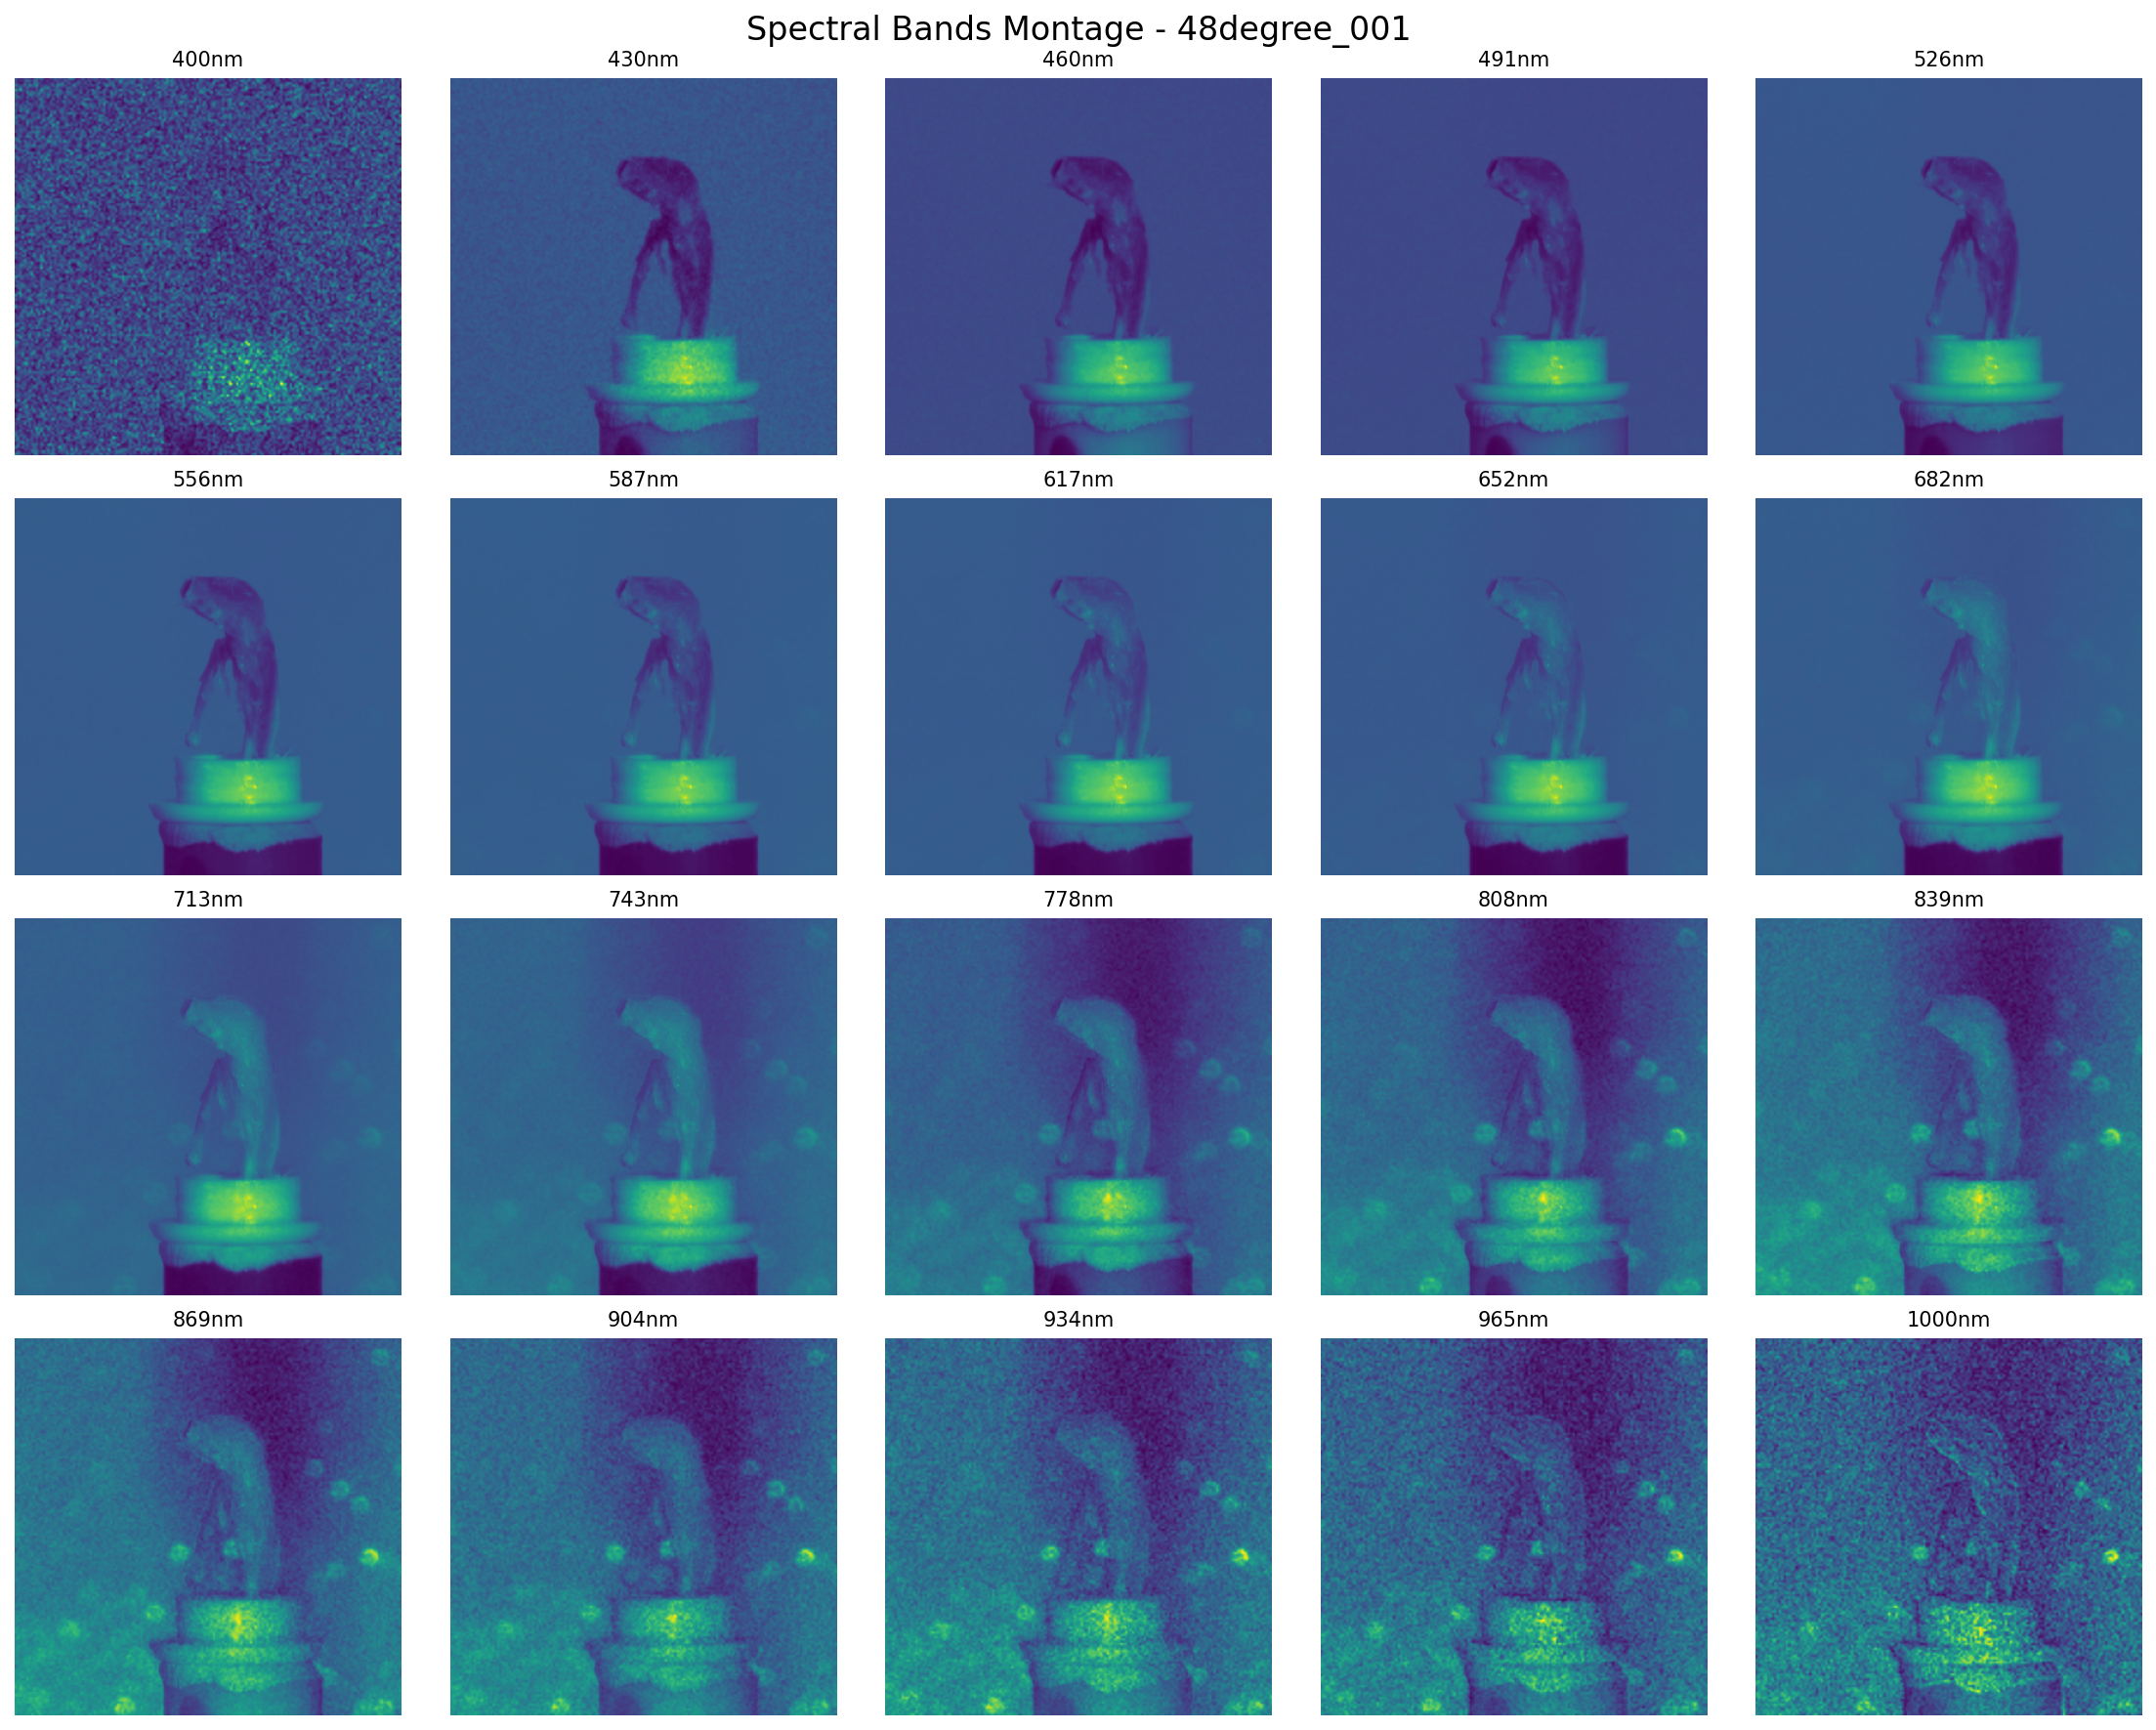 Spectral Bands Montage - 48degree_001
400nm 430nm 460nm 491nm 526nm
556nm 587nm 617nm 652nm 682nm
713nm 743nm 778nm 808nm 839nm
869nm 904nm 934nm 965nm 1000nm